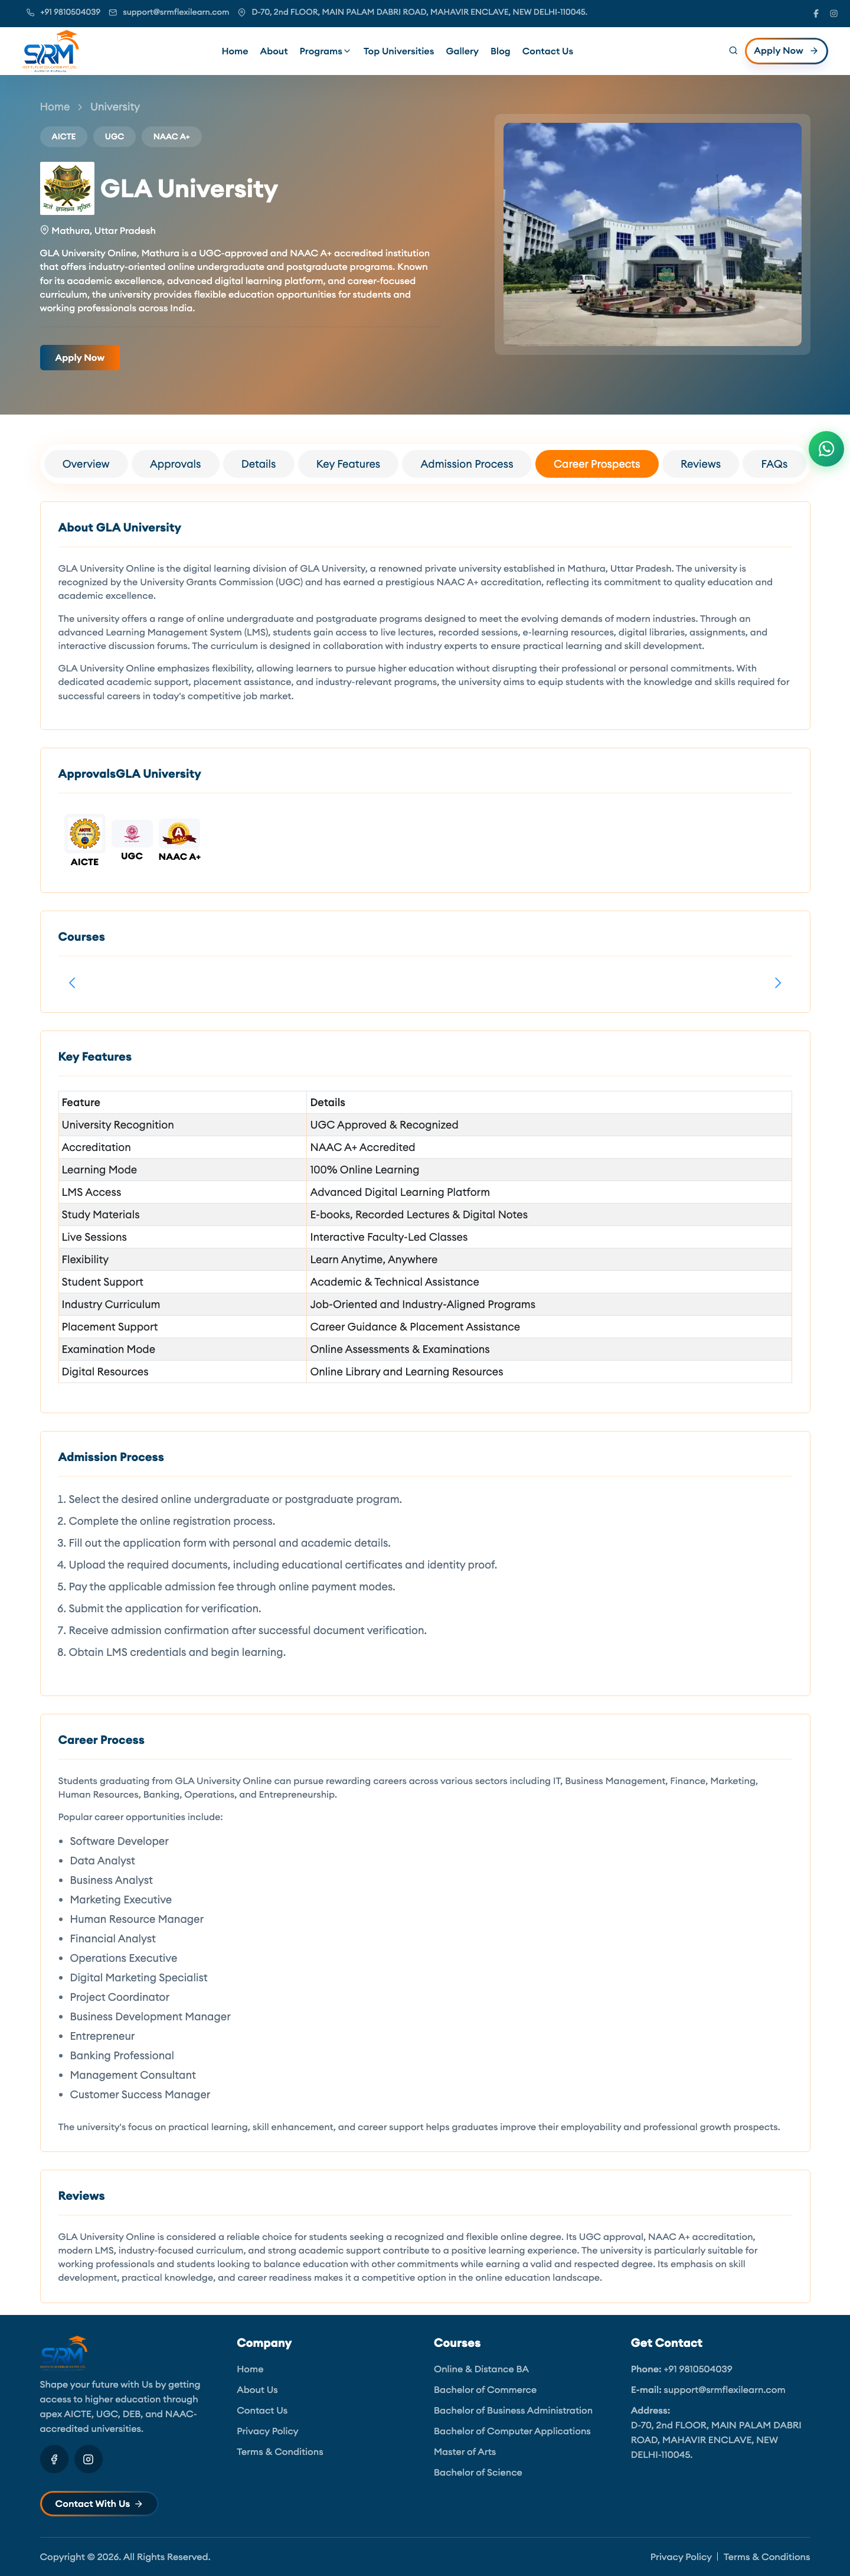 +91 9810504039 support@srmflexilearn.com D-70, 2nd FLOOR, MAIN PALAM DABRI ROAD, MAHAVIR ENCLAVE, NEW DELHI-110045.
SRM
Home About Programs Top Universities Gallery Blog Contact Us Apply Now
Home University
AICTE UGC NAAC A+
GLA University
Mathura, Uttar Pradesh
GLA University Online, Mathura is a UGC-approved and NAAC A+ accredited institution
that offers industry-oriented online undergraduate and postgraduate programs. Known
for its academic excellence, advanced digital learning platform, and career-focused
curriculum, the university provides flexible education opportunities for students and
working professionals across India.
Apply Now
Overview Approvals Details Key Features Admission Process Career Prospects Reviews FAQs
About GLA University
GLA University Online is the digital learning division of GLA University, a renowned private university established in Mathura, Uttar Pradesh. The university is
recognized by the University Grants Commission (UGC) and has earned a prestigious NAAC A+ accreditation, reflecting its commitment to quality education and
academic excellence.
The university offers a range of online undergraduate and postgraduate programs designed to meet the evolving demands of modern industries. Through an
advanced Learning Management System (LMS), students gain access to live lectures, recorded sessions, e-learning resources, digital libraries, assignments, and
interactive discussion forums. The curriculum is designed in collaboration with industry experts to ensure practical learning and skill development.
GLA University Online emphasizes flexibility, allowing learners to pursue higher education without disrupting their professional or personal commitments. With
dedicated academic support, placement assistance, and industry-relevant programs, the university aims to equip students with the knowledge and skills required for
successful careers in today's competitive job market.
ApprovalsGLA University
AICTE UGC NAAC A+
Courses
Key Features
Feature Details
University Recognition UGC Approved & Recognized
Accreditation NAAC A+ Accredited
Learning Mode 100% Online Learning
LMS Access Advanced Digital Learning Platform
Study Materials E-books, Recorded Lectures & Digital Notes
Live Sessions Interactive Faculty-Led Classes
Flexibility Learn Anytime, Anywhere
Student Support Academic & Technical Assistance
Industry Curriculum Job-Oriented and Industry-Aligned Programs
Placement Support Career Guidance & Placement Assistance
Examination Mode Online Assessments & Examinations
Digital Resources Online Library and Learning Resources
Admission Process
1. Select the desired online undergraduate or postgraduate program.
2. Complete the online registration process.
3. Fill out the application form with personal and academic details.
4. Upload the required documents, including educational certificates and identity proof.
5. Pay the applicable admission fee through online payment modes.
6. Submit the application for verification.
7. Receive admission confirmation after successful document verification.
8. Obtain LMS credentials and begin learning.
Career Process
Students graduating from GLA University Online can pursue rewarding careers across various sectors including IT, Business Management, Finance, Marketing,
Human Resources, Banking, Operations, and Entrepreneurship.
Popular career opportunities include:
• Software Developer
• Data Analyst
• Business Analyst
• Marketing Executive
• Human Resource Manager
• Financial Analyst
• Operations Executive
• Digital Marketing Specialist
• Project Coordinator
• Business Development Manager
• Entrepreneur
• Banking Professional
• Management Consultant
• Customer Success Manager
The university's focus on practical learning, skill enhancement, and career support helps graduates improve their employability and professional growth prospects.
Reviews
GLA University Online is considered a reliable choice for students seeking a recognized and flexible online degree. Its UGC approval, NAAC A+ accreditation,
modern LMS, industry-focused curriculum, and strong academic support contribute to a positive learning experience. The university is particularly suitable for
working professionals and students looking to balance education with other commitments while earning a valid and respected degree. Its emphasis on skill
development, practical knowledge, and career readiness makes it a competitive option in the online education landscape.
SRM
Shape your future with Us by getting
access to higher education through
apex AICTE, UGC, DEB, and NAAC-
accredited universities.
Contact With Us
Company
Home
About Us
Contact Us
Privacy Policy
Terms & Conditions
Courses
Online & Distance BA
Bachelor of Commerce
Bachelor of Business Administration
Bachelor of Computer Applications
Master of Arts
Bachelor of Science
Get Contact
Phone: +91 9810504039
E-mail: support@srmflexilearn.com
Address:
D-70, 2nd FLOOR, MAIN PALAM DABRI
ROAD, MAHAVIR ENCLAVE, NEW
DELHI-110045.
Copyright © 2026. All Rights Reserved.
Privacy Policy | Terms & Conditions